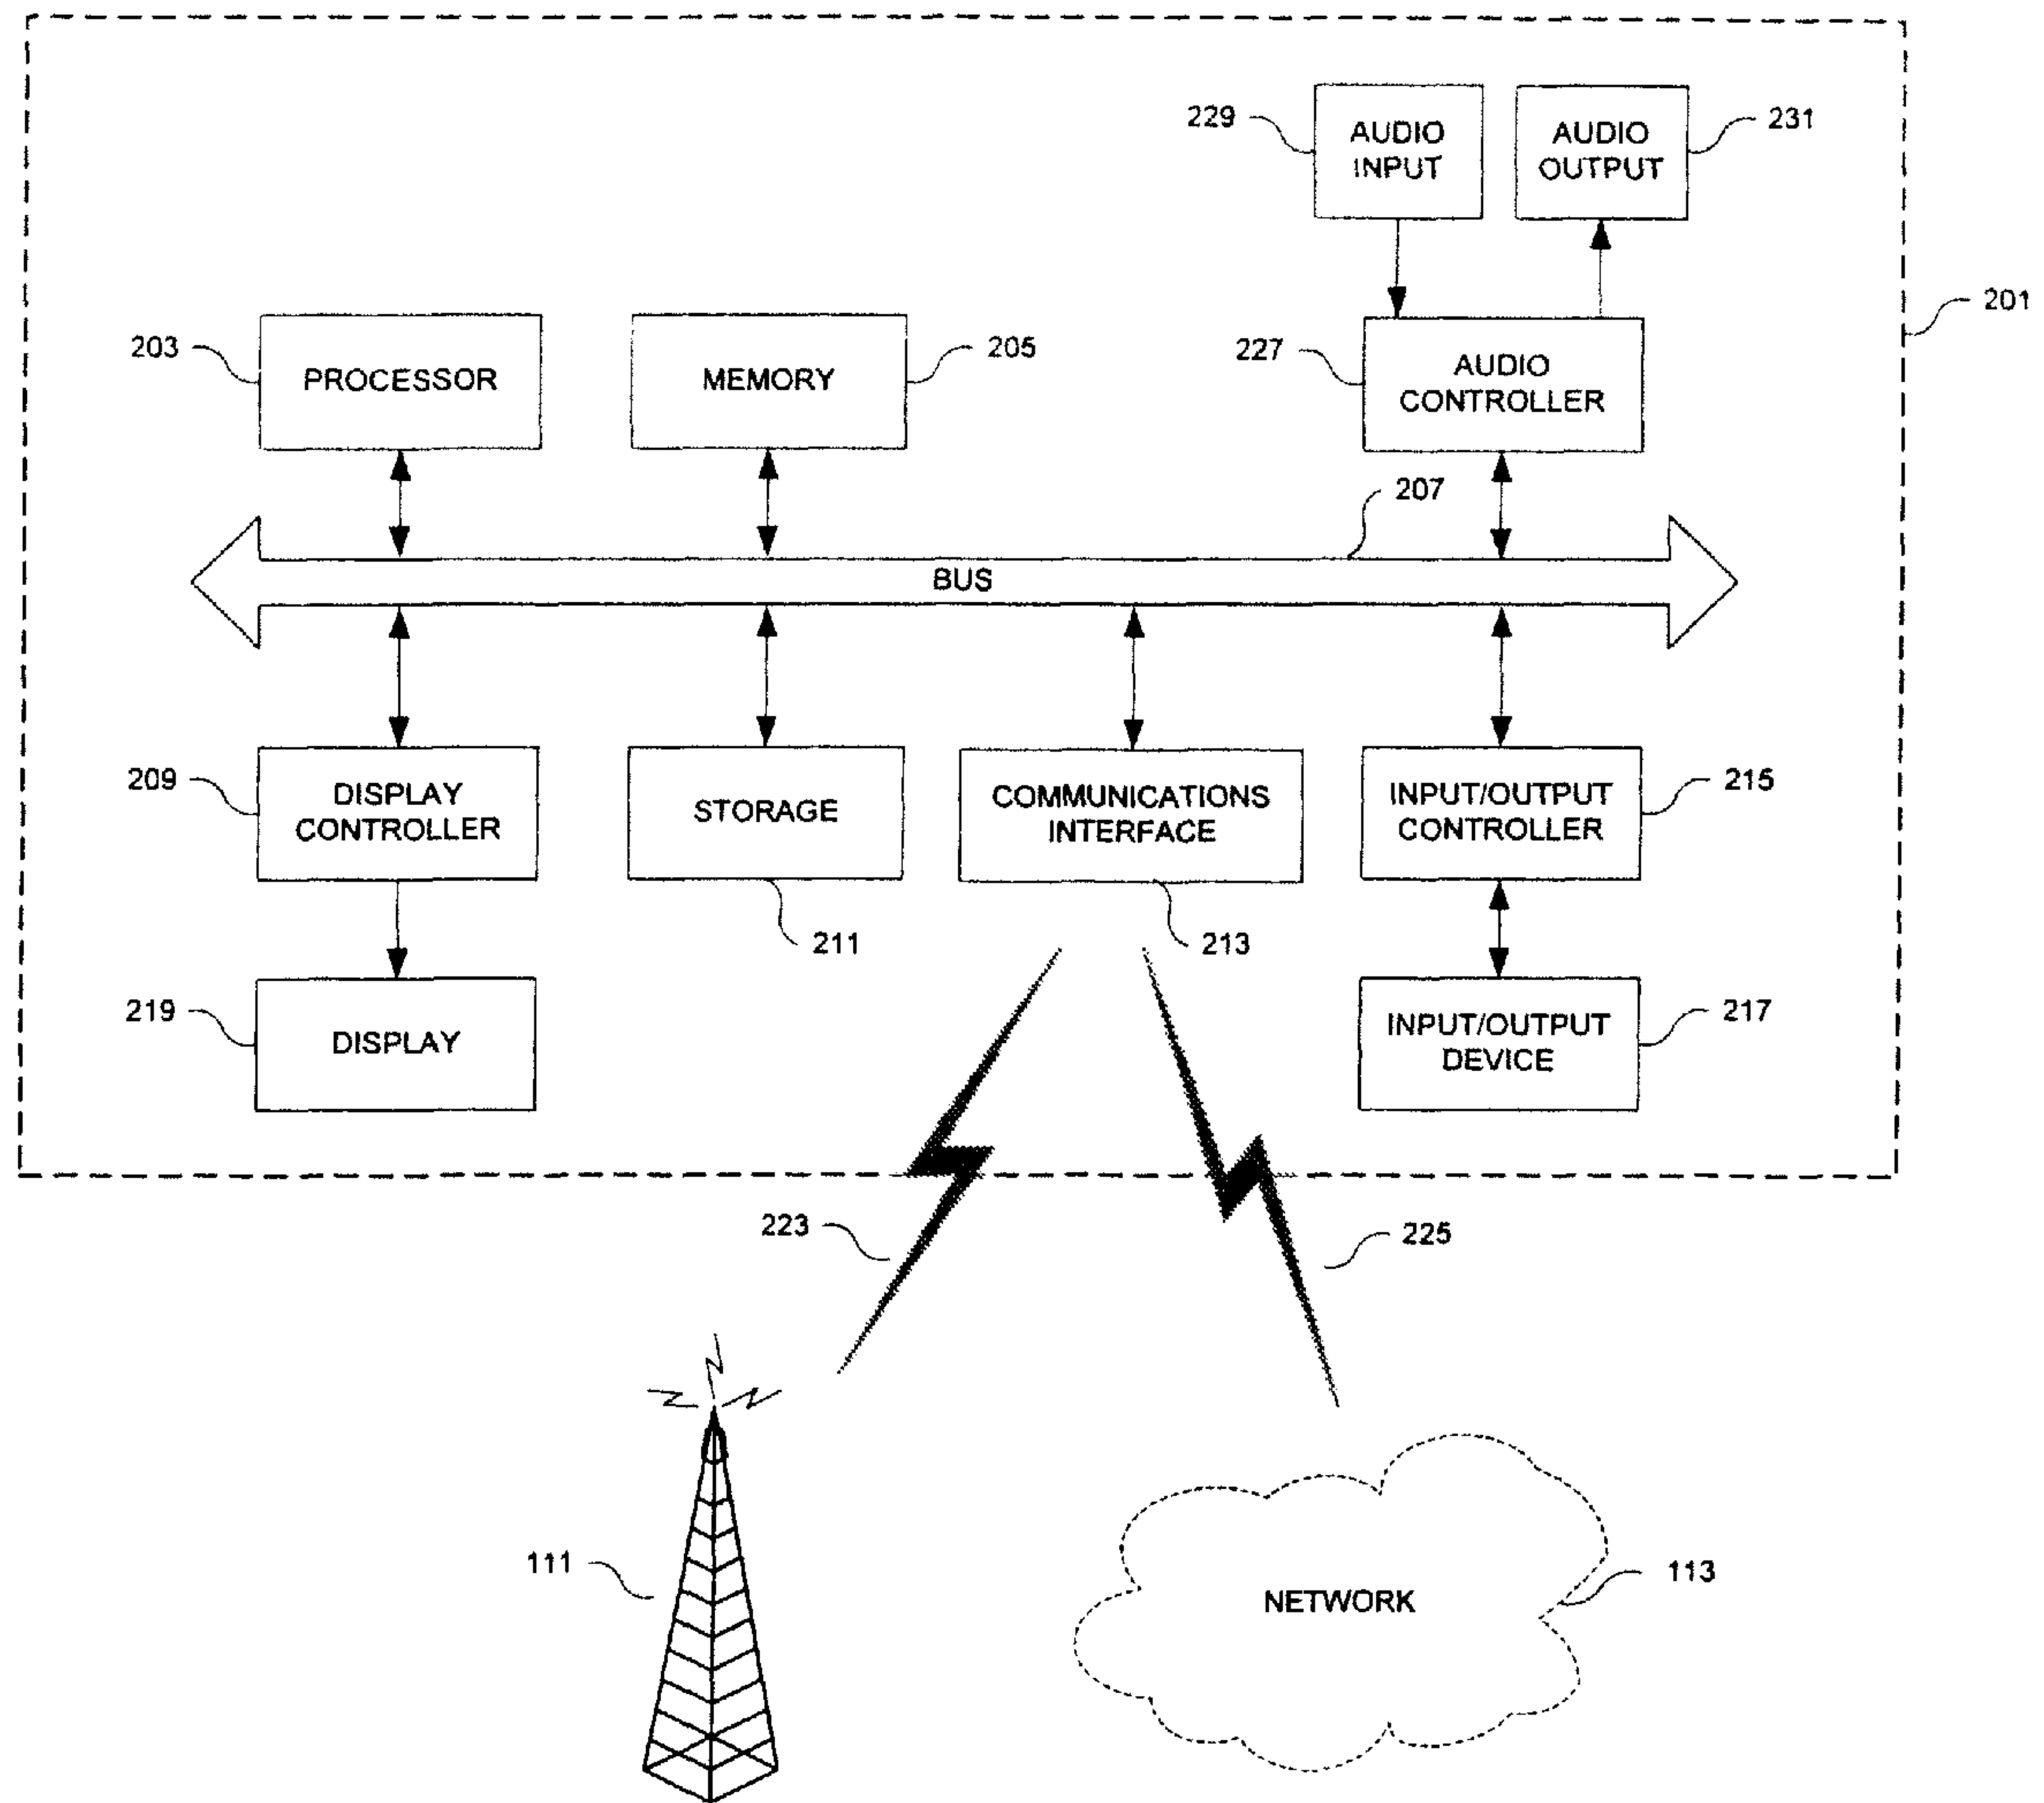 229
AUDIO
INPUT
AUDIO
OUTPUT
231
201
203
PROCESSOR
MEMORY
205
227
AUDIO
CONTROLLER
207
BUS
209
DISPLAY
CONTROLLER
STORAGE
COMMUNICATIONS
INTERFACE
INPUT/OUTPUT
CONTROLLER
215
211
213
219
DISPLAY
INPUT/OUTPUT
DEVICE
217
223
225
111
NETWORK
113